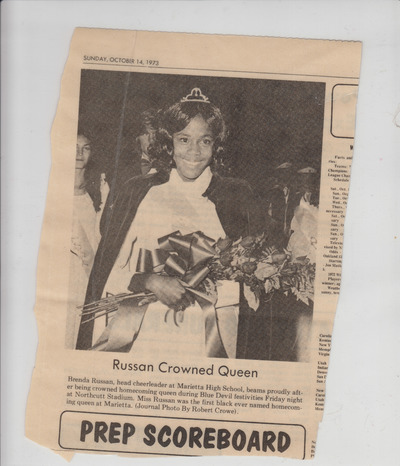 SUNDAY, OCTOBER 14, 1973
Russan Crowned Queen
Brenda Russan, head cheerleader at Marietta High School, beams proudly aft-
er being crowned homecoming queen during Blue Devil festivities Friday night
at Northcutt Stadium. Miss Russan was the first black ever named homecom-
ing queen at Marietta. (Journal Photo By Robert Crowe).
PREP SCOREBOARD